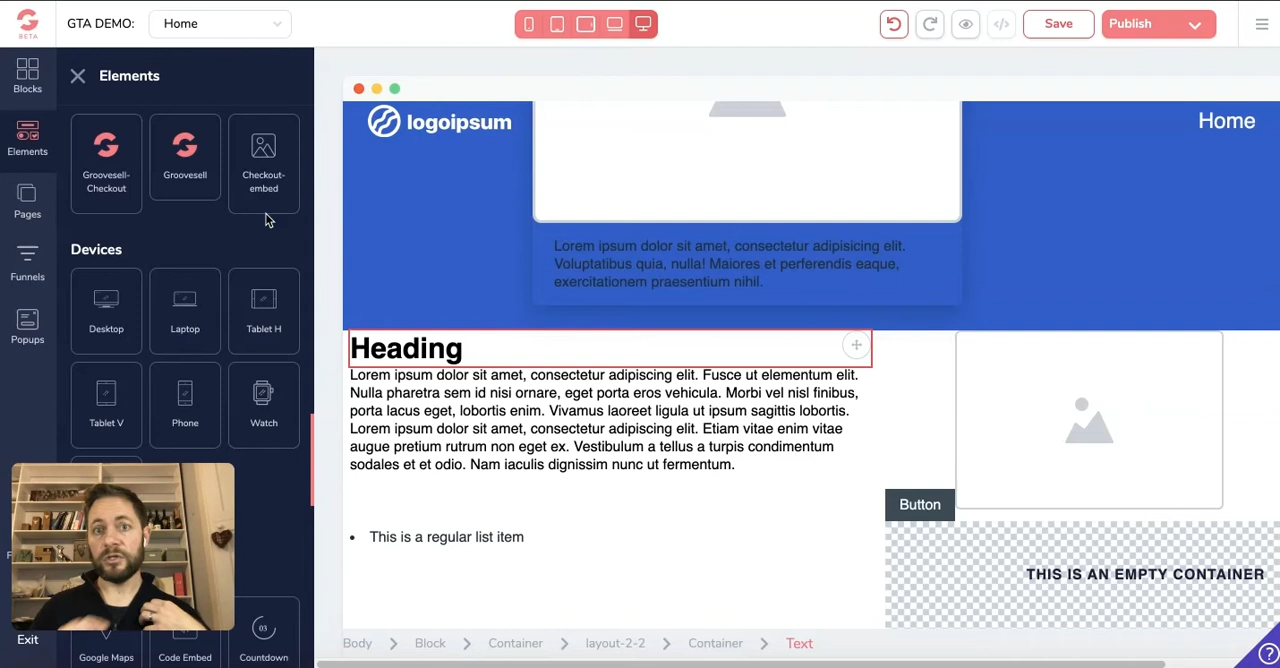 BETA
GTA DEMO:
Home
Save
Publish
Blocks
Elements
Pages
Funnels
Popups
Exit
Elements
Groovesell-
Checkout
Groovesell
Checkout-
embed
Devices
Desktop
Laptop
Tablet H
Tablet V
Phone
Watch
Google Maps
Code Embed
03
Countdown
logoipsum
Home
Lorem ipsum dolor sit amet, consectetur adipisicing elit.
Voluptatibus quia, nulla! Maiores et perferendis eaque,
exercitationem praesentium nihil.
Heading
Lorem ipsum dolor sit amet, consectetur adipiscing elit. Fusce ut elementum elit.
Nulla pharetra sem id nisi ornare, eget porta eros vehicula. Morbi vel nisl finibus,
porta lacus eget, lobortis enim. Vivamus laoreet ligula ut ipsum sagittis lobortis.
Lorem ipsum dolor sit amet, consectetur adipiscing elit. Etiam vitae enim vitae
augue pretium rutrum non eget ex. Vestibulum a tellus a turpis condimentum
sodales et et odio. Nam iaculis dignissim nunc ut fermentum.
• This is a regular list item
Button
THIS IS AN EMPTY CONTAINER
Body > Block > Container > layout-2-2 > Container > Text
?